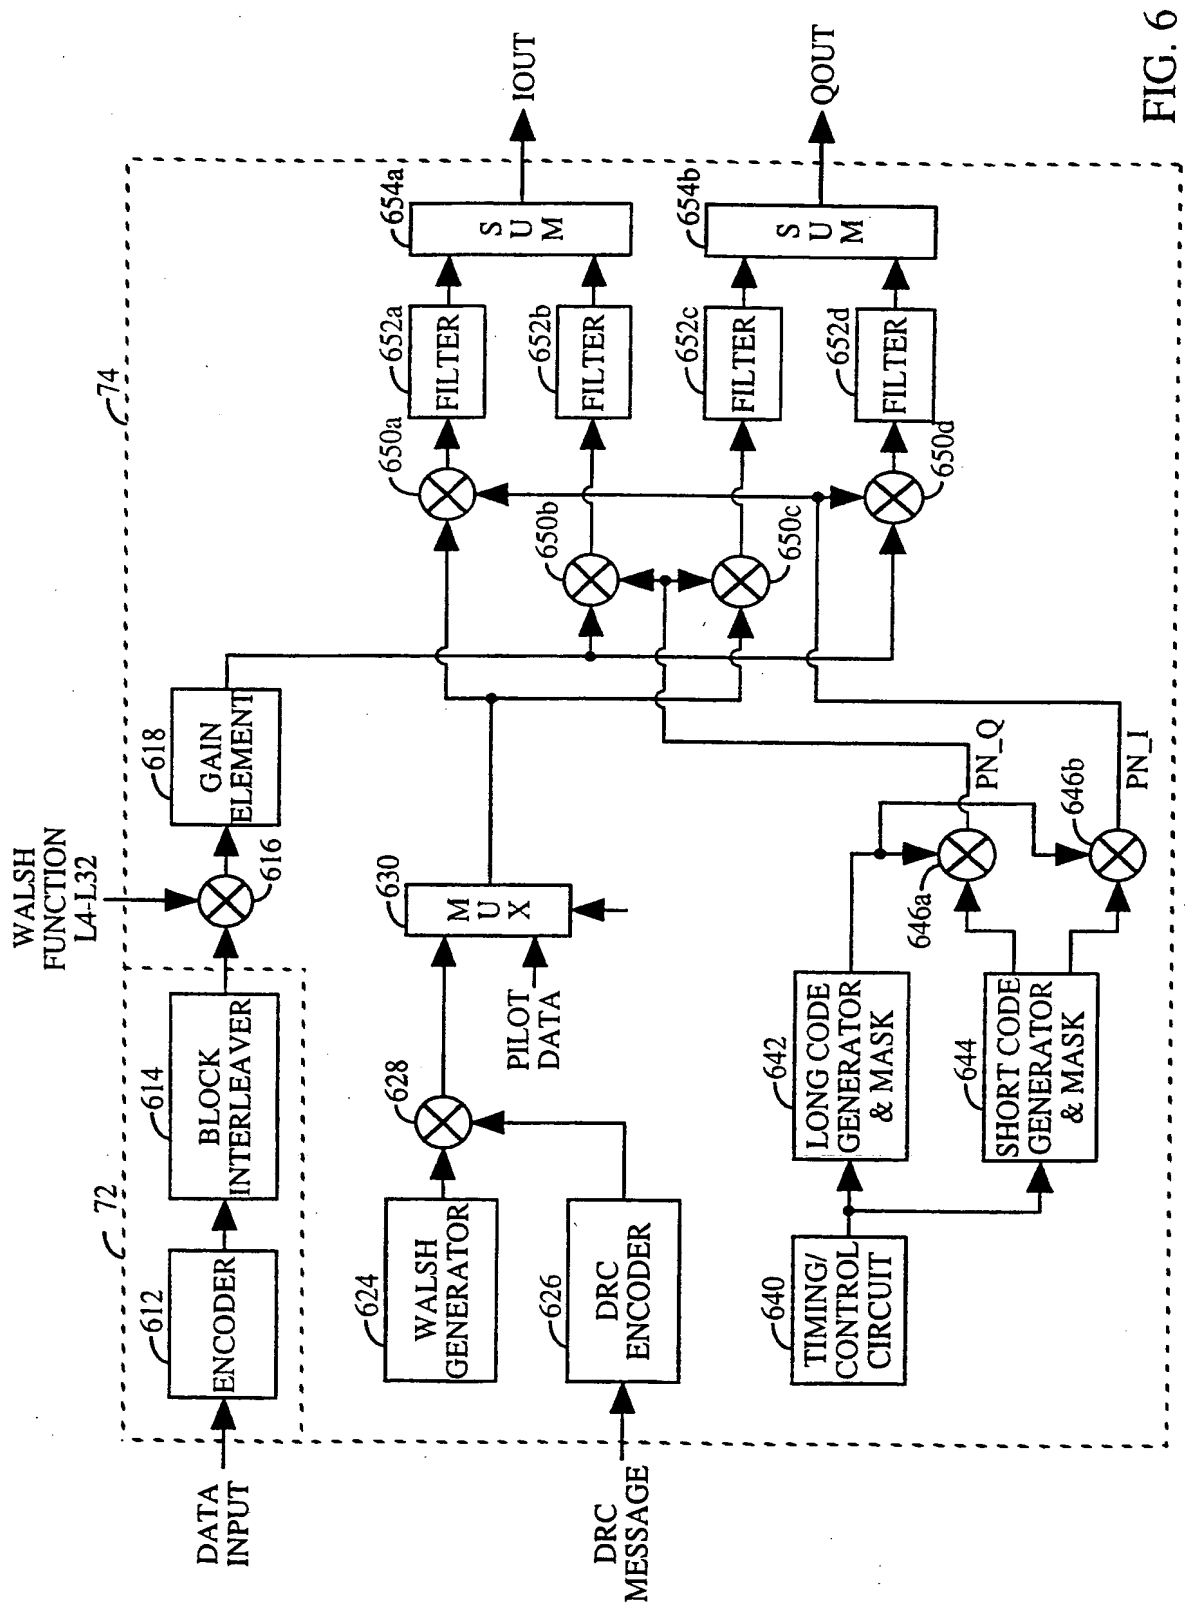 FIG. 6
72
74
DATA
INPUT
612
ENCODER
614
BLOCK
INTERLEAVER
WALSH
FUNCTION
L4-L32
616
618
GAIN
ELEMENT
624
WALSH
GENERATOR
628
DRC
MESSAGE
626
DRC
ENCODER
PILOT
DATA
630
M
U
X
640
TIMING/
CONTROL
CIRCUIT
642
LONG CODE
GENERATOR
& MASK
644
SHORT CODE
GENERATOR
& MASK
646a
646b
PN_Q
PN_I
650a
650b
650c
650d
652a
FILTER
652b
FILTER
652c
FILTER
652d
FILTER
654a
S
U
M
IOUT
654b
S
U
M
QOUT